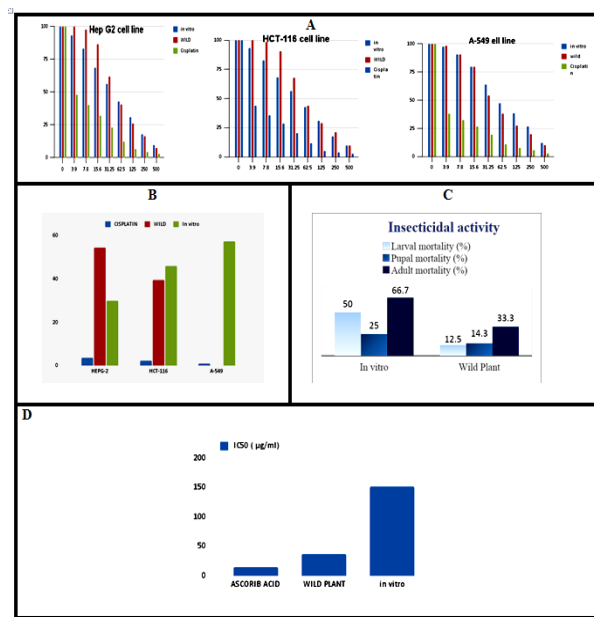 A
Hep G2 cell line
100
75
50
25
0
in vitro
WILD
Cisplatin
0 3.9 7.8 15.6 31.25 62.5 125 250 500
HCT-116 cell line
100
75
50
25
0
in vitro
WILD
Cisplatin
0 3.9 7.8 15.6 31.25 62.5 125 250 500
A-549 ell line
100
75
50
25
0
in vitro
wild
Cisplati
n
0 3.9 7.8 15.6 31.25 62.5 125 250 500
B
CISPLATIN WILD In vitro
60
40
20
0
HEPG-2 HCT-116 A-549
C
Insecticidal activity
Larval mortality (%)
Pupal mortality (%)
Adult mortality (%)
50 25 66.7
12.5 14.3 33.3
In vitro Wild Plant
D
IC50 ( µg/ml)
200
150
100
50
0
ASCORIB ACID WILD PLANT in vitro